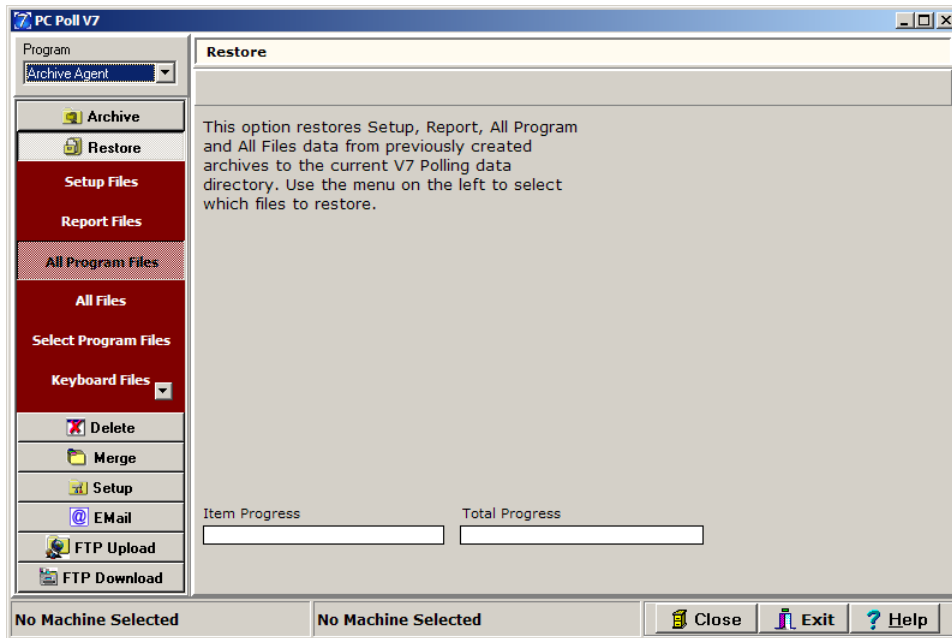 PC Poll V7
Program
Archive Agent
Archive
Restore
Setup Files
Report Files
All Program Files
All Files
Select Program Files
Keyboard Files
Delete
Merge
Setup
EMail
FTP Upload
FTP Download
Restore
This option restores Setup, Report, All Program
and All Files data from previously created
archives to the current V7 Polling data
directory. Use the menu on the left to select
which files to restore.
Item Progress
Total Progress
No Machine Selected
No Machine Selected
Close
Exit
Help